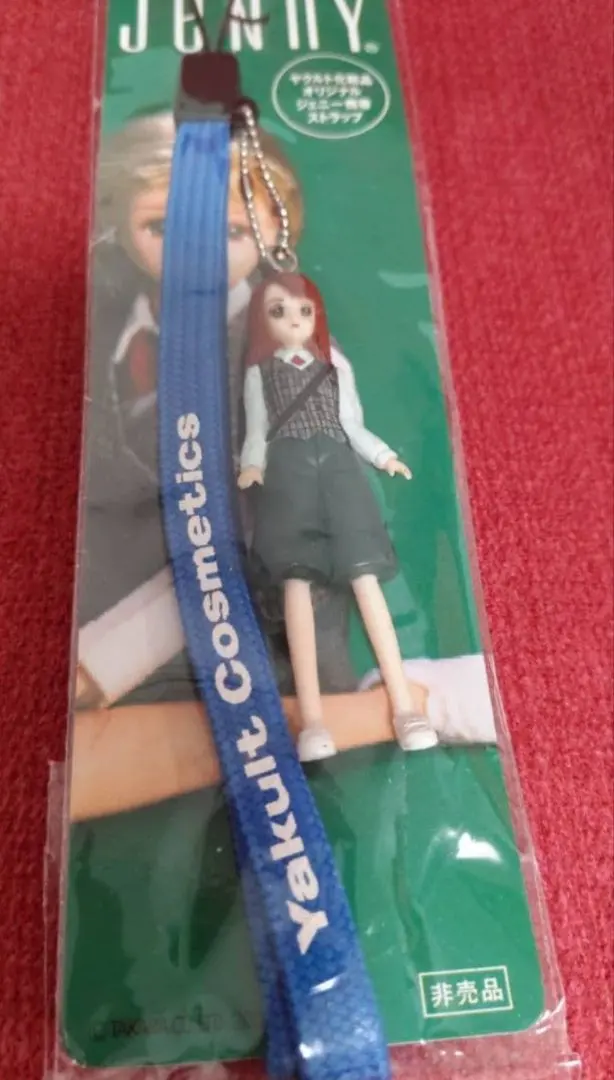 JENNY
ヤクルト化粧品
オリジナル
ジェニー携帯
ストラップ
Yakult Cosmetics
非売品